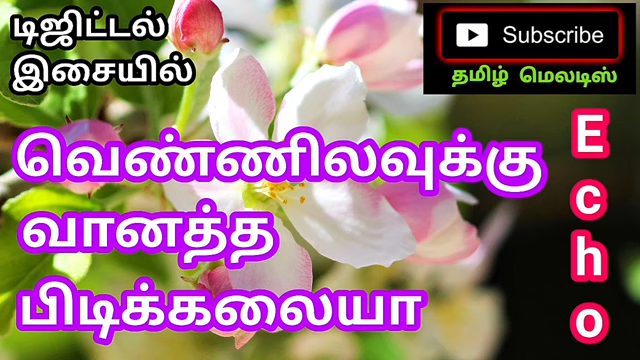 டிஜிட்டல்
இசையில்
Subscribe
தமிழ் மெலடிஸ்
வெண்ணிலவுக்கு
வானத்த
பிடிக்கலையா
Echo